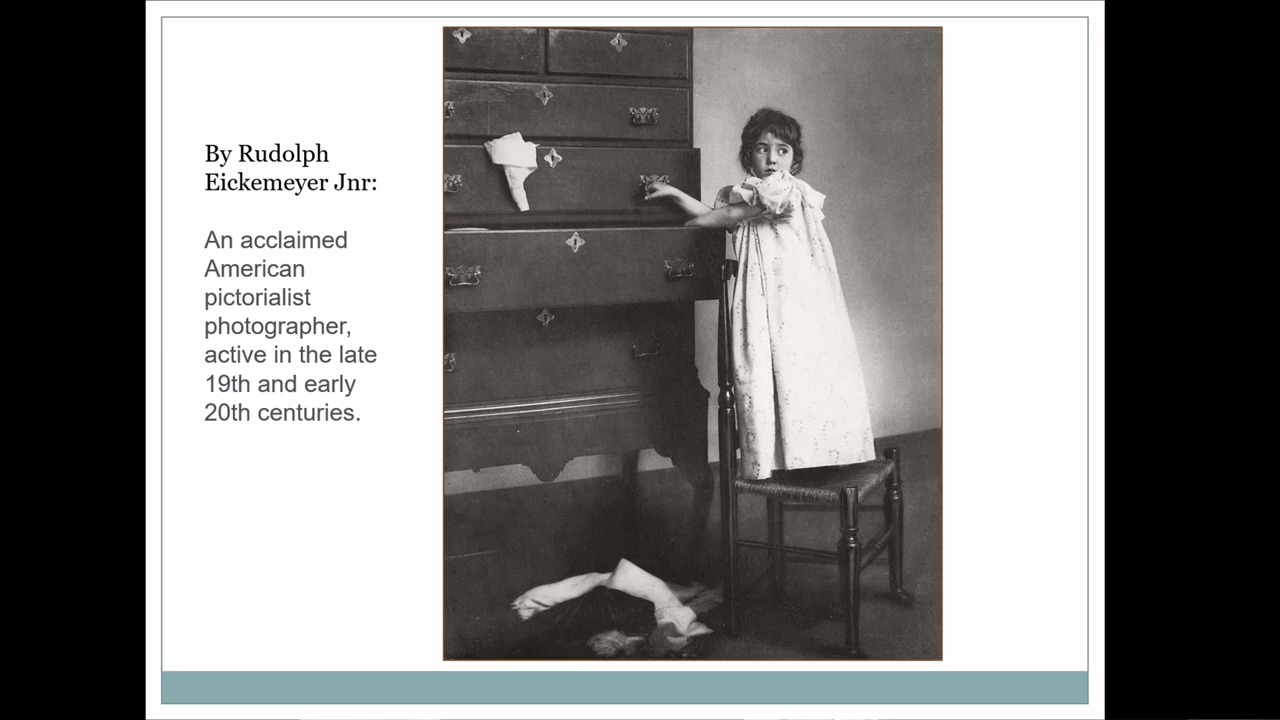 By Rudolph
Eickemeyer Jnr:
An acclaimed
American
pictorialist
photographer,
active in the late
19th and early
20th centuries.